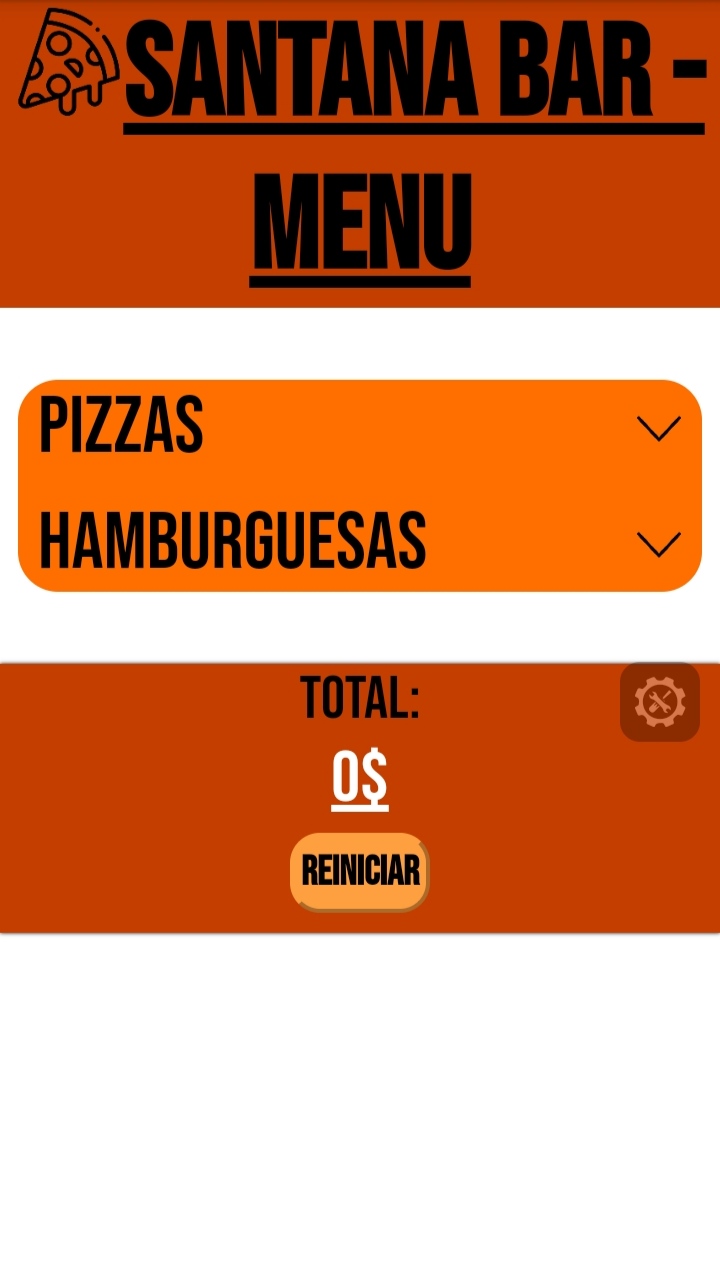 SANTANA BAR -
MENU
PIZZAS
HAMBURGUESAS
TOTAL:
0$
REINICIAR